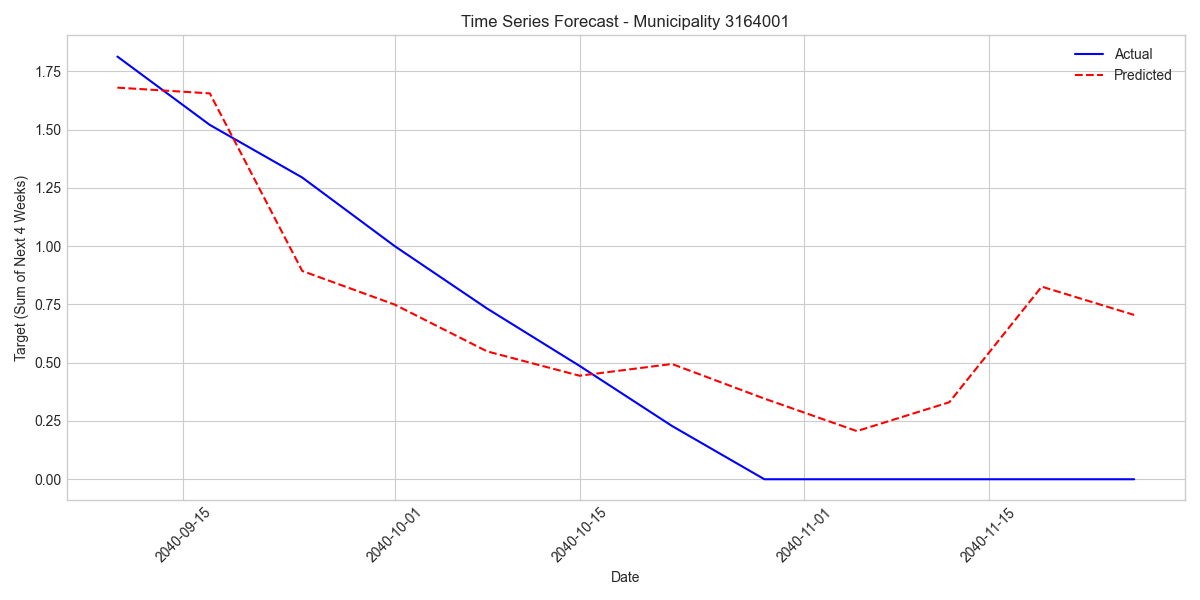 Time Series Forecast - Municipality 3164001
Actual
Predicted
Target (Sum of Next 4 Weeks)
1.75
1.50
1.25
1.00
0.75
0.50
0.25
0.00
2040-09-15
2040-10-01
2040-10-15
2040-11-01
2040-11-15
Date